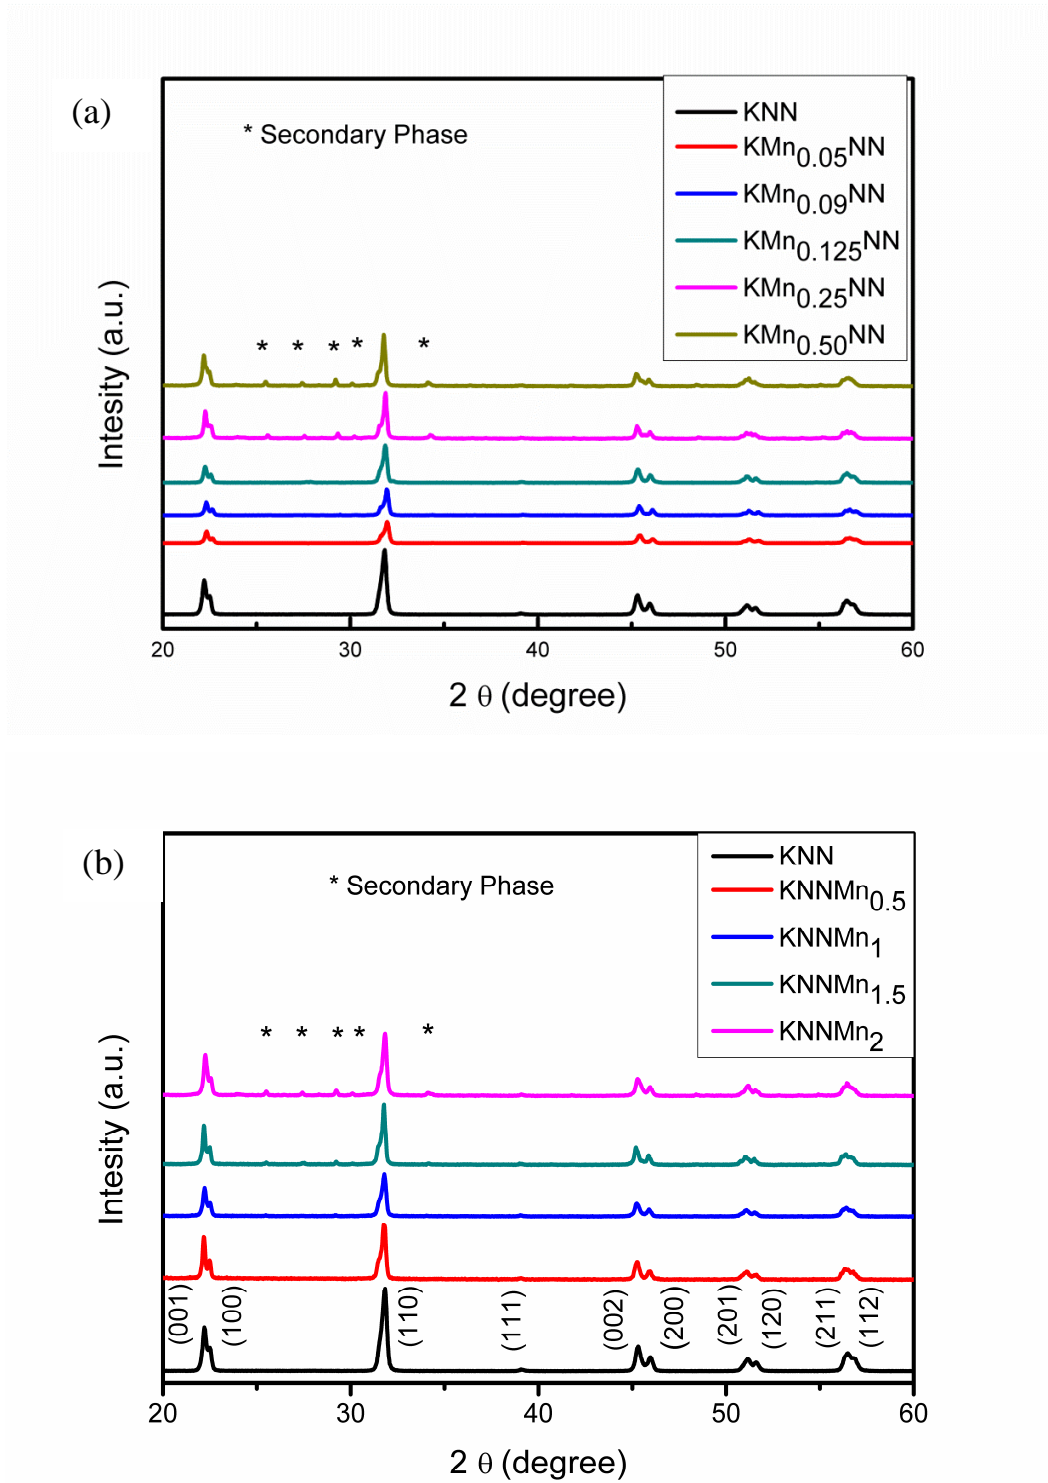 (a)
* Secondary Phase
KNN
KMn0.05NN
KMn0.09NN
KMn0.125NN
KMn0.25NN
KMn0.50NN
* * * * *
Intesity (a.u.)
20 30 40 50 60
2 θ (degree)
(b)
* Secondary Phase
KNN
KNNMn0.5
KNNMn1
KNNMn1.5
KNNMn2
* * * * *
Intesity (a.u.)
(001) (100) (110) (111) (002) (200) (201) (120) (211) (112)
20 30 40 50 60
2 θ (degree)